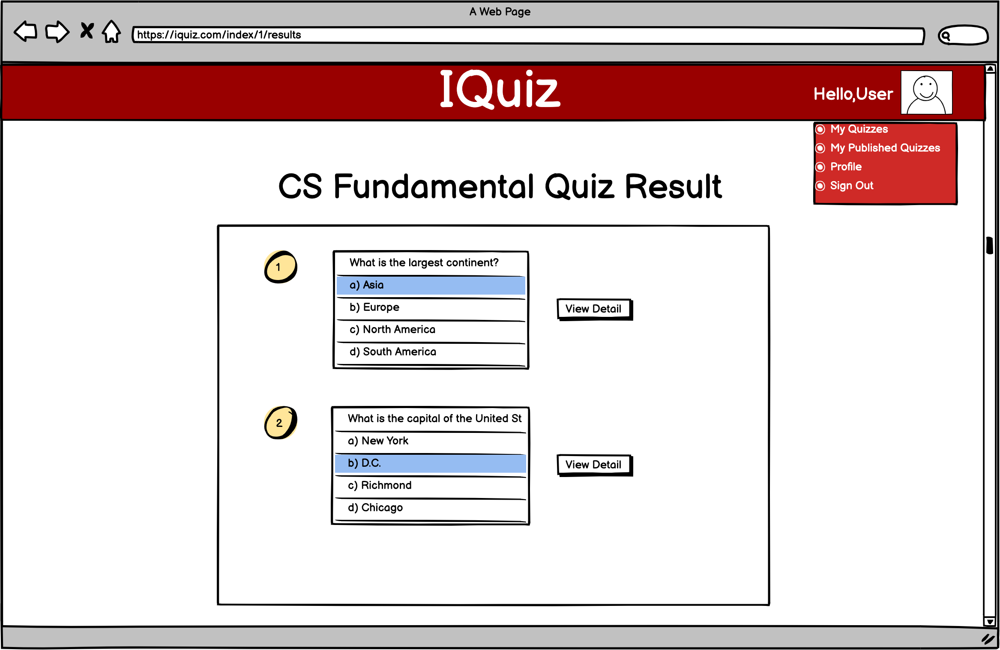 A Web Page
https://iquiz.com/index/1/results
IQuiz
Hello,User
My Quizzes
My Published Quizzes
Profile
Sign Out
CS Fundamental Quiz Result
1
What is the largest continent?
a) Asia
b) Europe
c) North America
d) South America
View Detail
2
What is the capital of the United St
a) New York
b) D.C.
c) Richmond
d) Chicago
View Detail